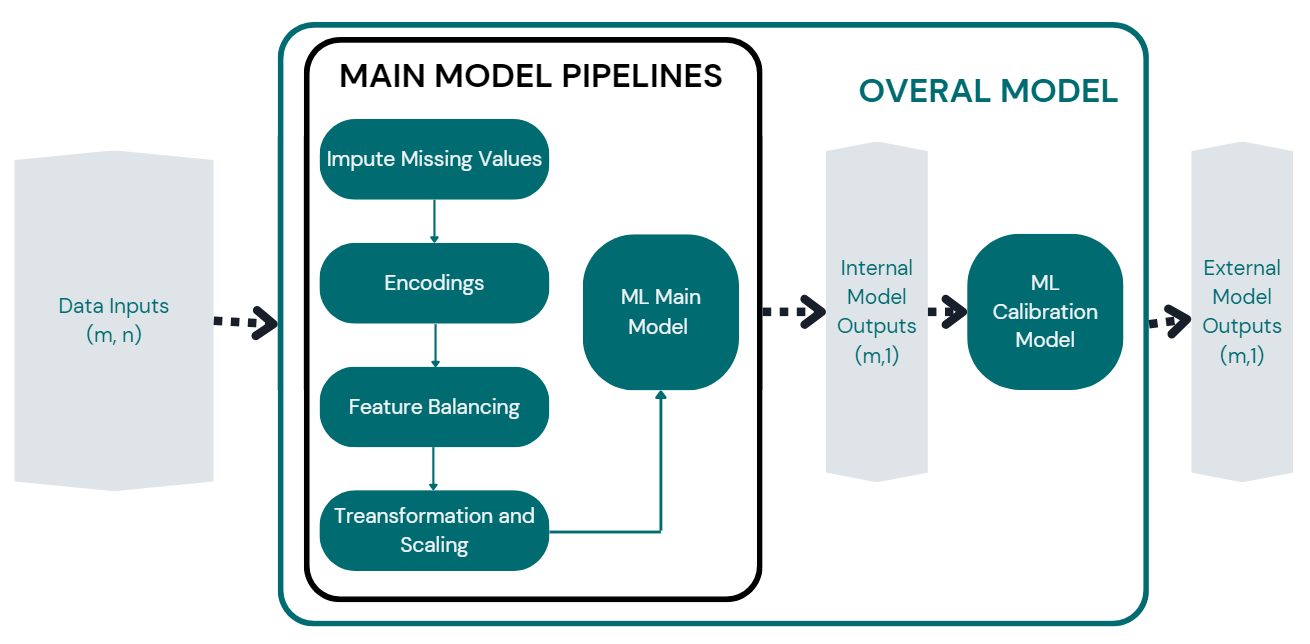 MAIN MODEL PIPELINES
OVERAL MODEL
Data Inputs
(m, n)
Impute Missing Values
Encodings
Feature Balancing
Treansformation and
Scaling
ML Main
Model
Internal
Model
Outputs
(m,1)
ML
Calibration
Model
External
Model
Outputs
(m,1)